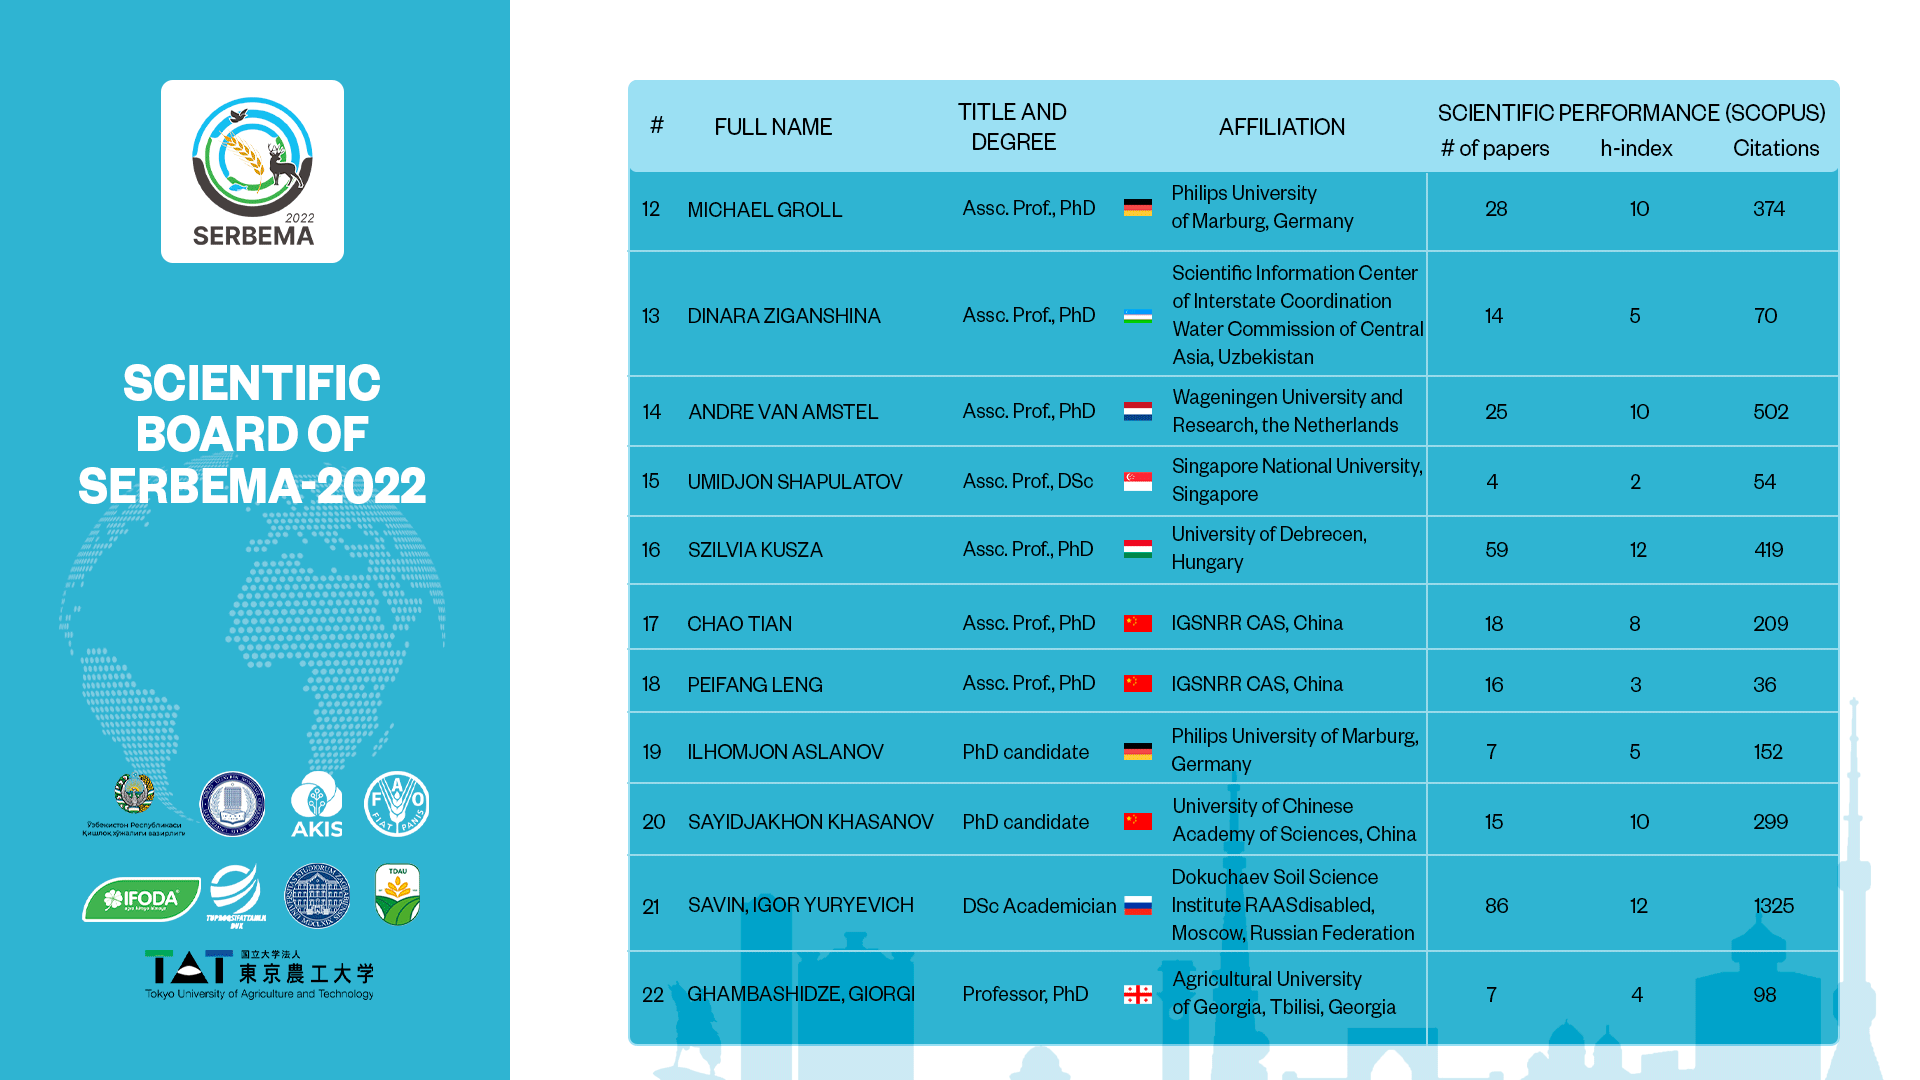 2022
SERBEMA
SCIENTIFIC
BOARD OF
SERBEMA-2022
Ўзбекистон Республикаси
Қишлоқ хўжалиги вазирлиги
AKIS
F A O
FIAT PANIS
IFODA
TDAU
国立大学法人
TAT 東京農工大学
Tokyo University of Agriculture and Technology
# FULL NAME TITLE AND DEGREE AFFILIATION SCIENTIFIC PERFORMANCE (SCOPUS)
# of papers h-index Citations
12 MICHAEL GROLL Assc. Prof., PhD Philips University
of Marburg, Germany 28 10 374
13 DINARA ZIGANSHINA Assc. Prof., PhD Scientific Information Center
of Interstate Coordination
Water Commission of Central
Asia, Uzbekistan 14 5 70
14 ANDRE VAN AMSTEL Assc. Prof., PhD Wageningen University and
Research, the Netherlands 25 10 502
15 UMIDJON SHAPULATOV Assc. Prof., DSc Singapore National University,
Singapore 4 2 54
16 SZILVIA KUSZA Assc. Prof., PhD University of Debrecen,
Hungary 59 12 419
17 CHAO TIAN Assc. Prof., PhD IGSNRR CAS, China 18 8 209
18 PEIFANG LENG Assc. Prof., PhD IGSNRR CAS, China 16 3 36
19 ILHOMJON ASLANOV PhD candidate Philips University of Marburg,
Germany 7 5 152
20 SAYIDJAKHON KHASANOV PhD candidate University of Chinese
Academy of Sciences, China 15 10 299
21 SAVIN, IGOR YURYEVICH DSc Academician Dokuchaev Soil Science
Institute RAASdisabled,
Moscow, Russian Federation 86 12 1325
22 GHAMBASHIDZE, GIORGI Professor, PhD Agricultural University
of Georgia, Tbilisi, Georgia 7 4 98